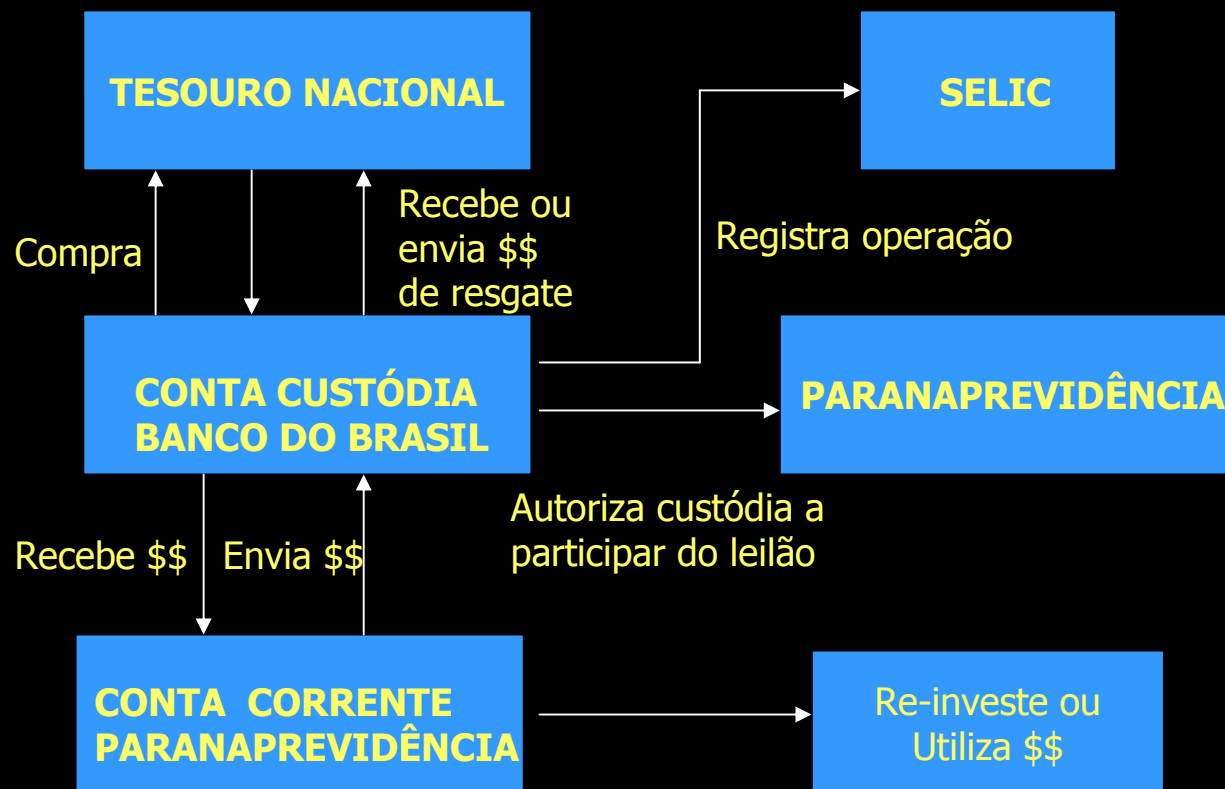 TESOURO NACIONAL
SELIC
Compra
Recebe ou
envia $$
de resgate
Registra operação
CONTA CUSTÓDIA
BANCO DO BRASIL
PARANAPREVIDÊNCIA
Autoriza custódia a
participar do leilão
Recebe $$
Envia $$
CONTA CORRENTE
PARANAPREVIDÊNCIA
Re-investe ou
Utiliza $$